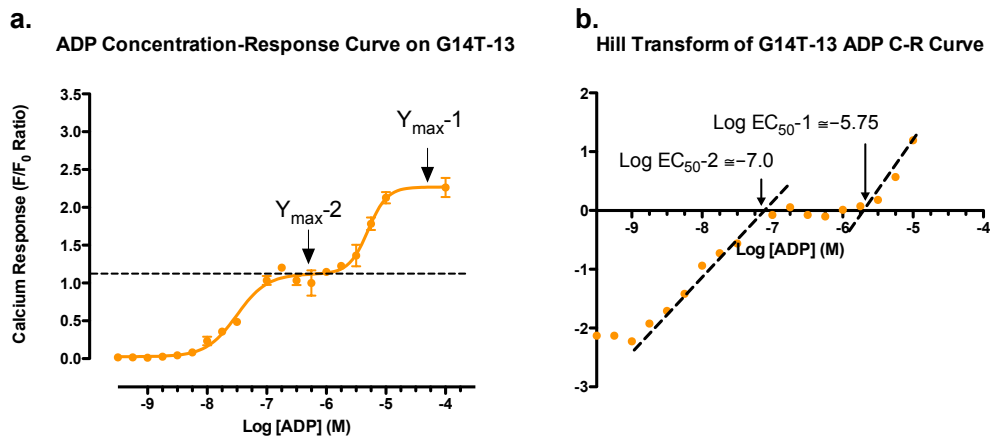 a.
ADP Concentration-Response Curve on G14T-13
Calcium Response (F/F₀ Ratio)
3.5
3.0
2.5
2.0
1.5
1.0
0.5
0.0
Yₘₐₓ-1
Yₘₐₓ-2
-9 -8 -7 -6 -5 -4
Log [ADP] (M)
b.
Hill Transform of G14T-13 ADP C-R Curve
2
1
0
-1
-2
-3
Log EC₅₀-1 ≅−5.75
Log EC₅₀-2 ≅−7.0
-9 -8 -7 -6 -5 -4
Log [ADP] (M)